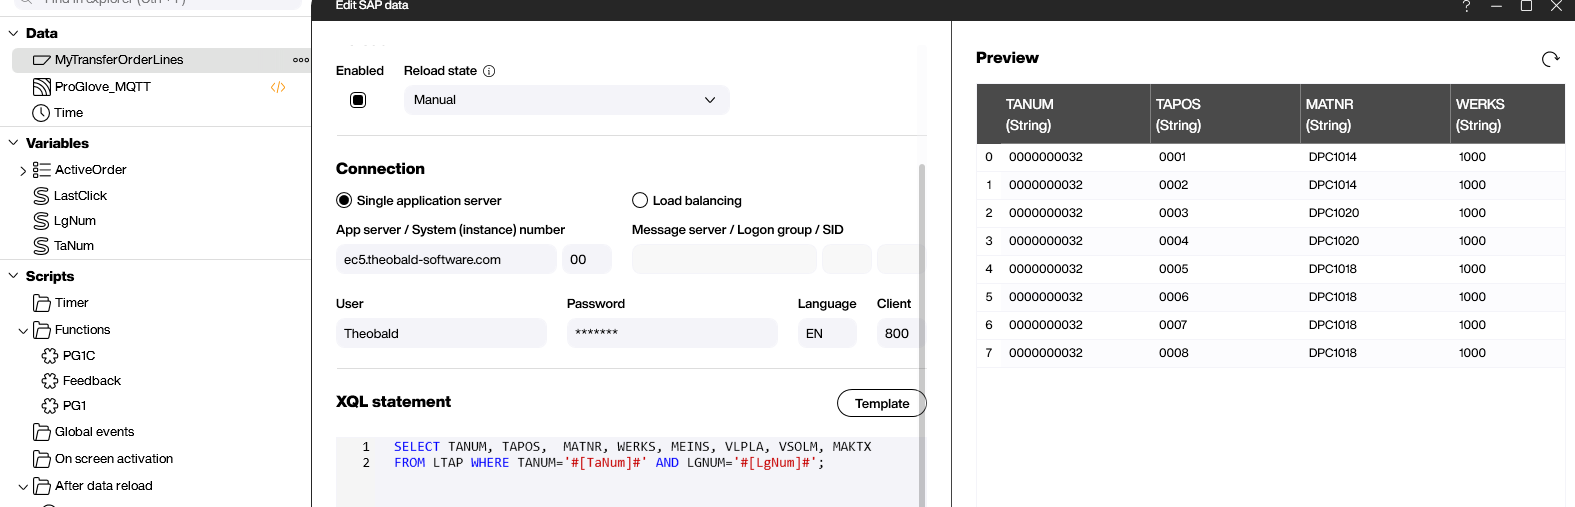 Find in explorer (Ctrl + F)
Data
MyTransferOrderLines
ProGlove_MQTT
Time
Variables
ActiveOrder
LastClick
LgNum
TaNum
Scripts
Timer
Functions
PG1C
Feedback
PG1
Global events
On screen activation
After data reload
Edit SAP data
Enabled
Reload state
Manual
Connection
Single application server
Load balancing
App server / System (instance) number
Message server / Logon group / SID
ec5.theobald-software.com
00
User
Password
Language
Client
Theobald
*******
EN
800
XQL statement
Template
1 SELECT TANUM, TAPOS,  MATNR, WERKS, MEINS, VLPLA, VSOLM, MAKTX
2 FROM LTAP WHERE TANUM='#[TaNum]#' AND LGNUM='#[LgNum]#';
Preview
TANUM TAPOS MATNR WERKS
(String) (String) (String) (String)
0 0000000032 0001 DPC1014 1000
1 0000000032 0002 DPC1014 1000
2 0000000032 0003 DPC1020 1000
3 0000000032 0004 DPC1020 1000
4 0000000032 0005 DPC1018 1000
5 0000000032 0006 DPC1018 1000
6 0000000032 0007 DPC1018 1000
7 0000000032 0008 DPC1018 1000